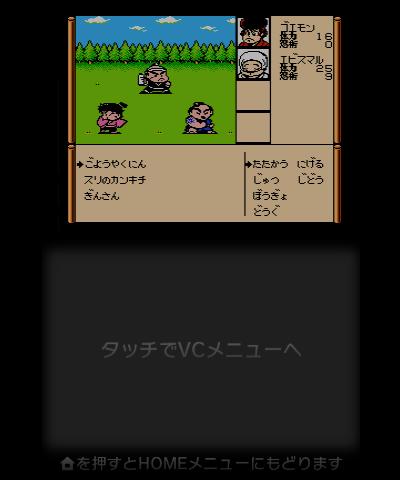 ゴエモン
体力 16
忍術 0
エビスマル
体力 25
忍術 9
ごようやくにん
スリのカンキチ
ぎんさん
たたかう にげる
じゅつ じどう
ぼうぎょ
どうぐ
タッチでVCメニューへ
を押すとHOMEメニューにもどります